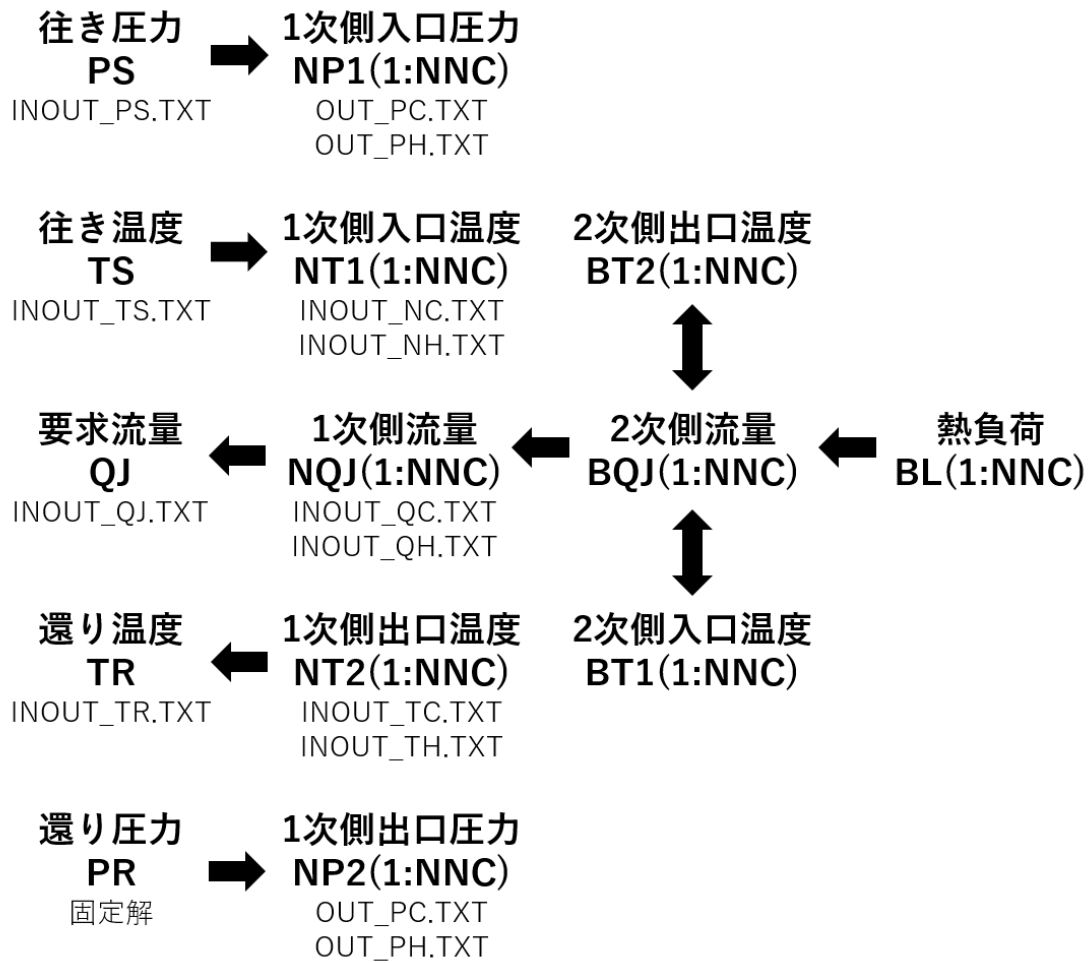 往き圧力
PS
INOUT_PS.TXT
1次側入口圧力
NP1(1:NNC)
OUT_PC.TXT
OUT_PH.TXT
往き温度
TS
INOUT_TS.TXT
1次側入口温度
NT1(1:NNC)
INOUT_NC.TXT
INOUT_NH.TXT
2次側出口温度
BT2(1:NNC)
要求流量
QJ
INOUT_QJ.TXT
1次側流量
NQJ(1:NNC)
INOUT_QC.TXT
INOUT_QH.TXT
2次側流量
BQJ(1:NNC)
熱負荷
BL(1:NNC)
還り温度
TR
INOUT_TR.TXT
1次側出口温度
NT2(1:NNC)
INOUT_TC.TXT
INOUT_TH.TXT
2次側入口温度
BT1(1:NNC)
還り圧力
PR
固定解
1次側出口圧力
NP2(1:NNC)
OUT_PC.TXT
OUT_PH.TXT